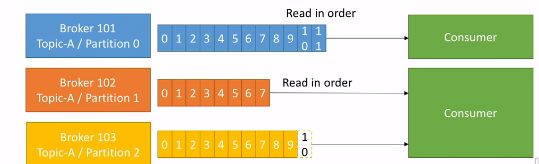 Read in order
Broker 101
Topic-A / Partition 0
0 1 2 3 4 5 6 7 8 9 10 11
Consumer
Broker 102
Topic-A / Partition 1
0 1 2 3 4 5 6 7
Read in order
Consumer
Broker 103
Topic-A / Partition 2
0 1 2 3 4 5 6 7 8 9 10